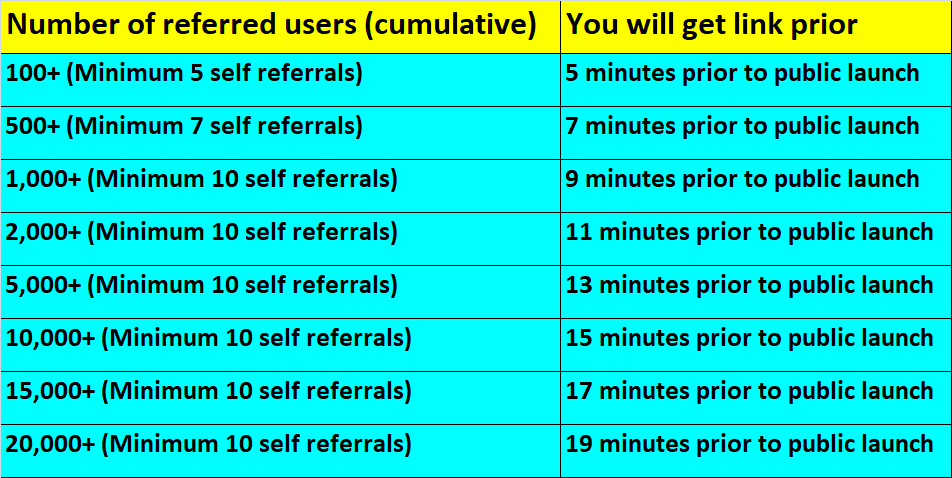 Number of referred users (cumulative) You will get link prior
100+ (Minimum 5 self referrals) 5 minutes prior to public launch
500+ (Minimum 7 self referrals) 7 minutes prior to public launch
1,000+ (Minimum 10 self referrals) 9 minutes prior to public launch
2,000+ (Minimum 10 self referrals) 11 minutes prior to public launch
5,000+ (Minimum 10 self referrals) 13 minutes prior to public launch
10,000+ (Minimum 10 self referrals) 15 minutes prior to public launch
15,000+ (Minimum 10 self referrals) 17 minutes prior to public launch
20,000+ (Minimum 10 self referrals) 19 minutes prior to public launch